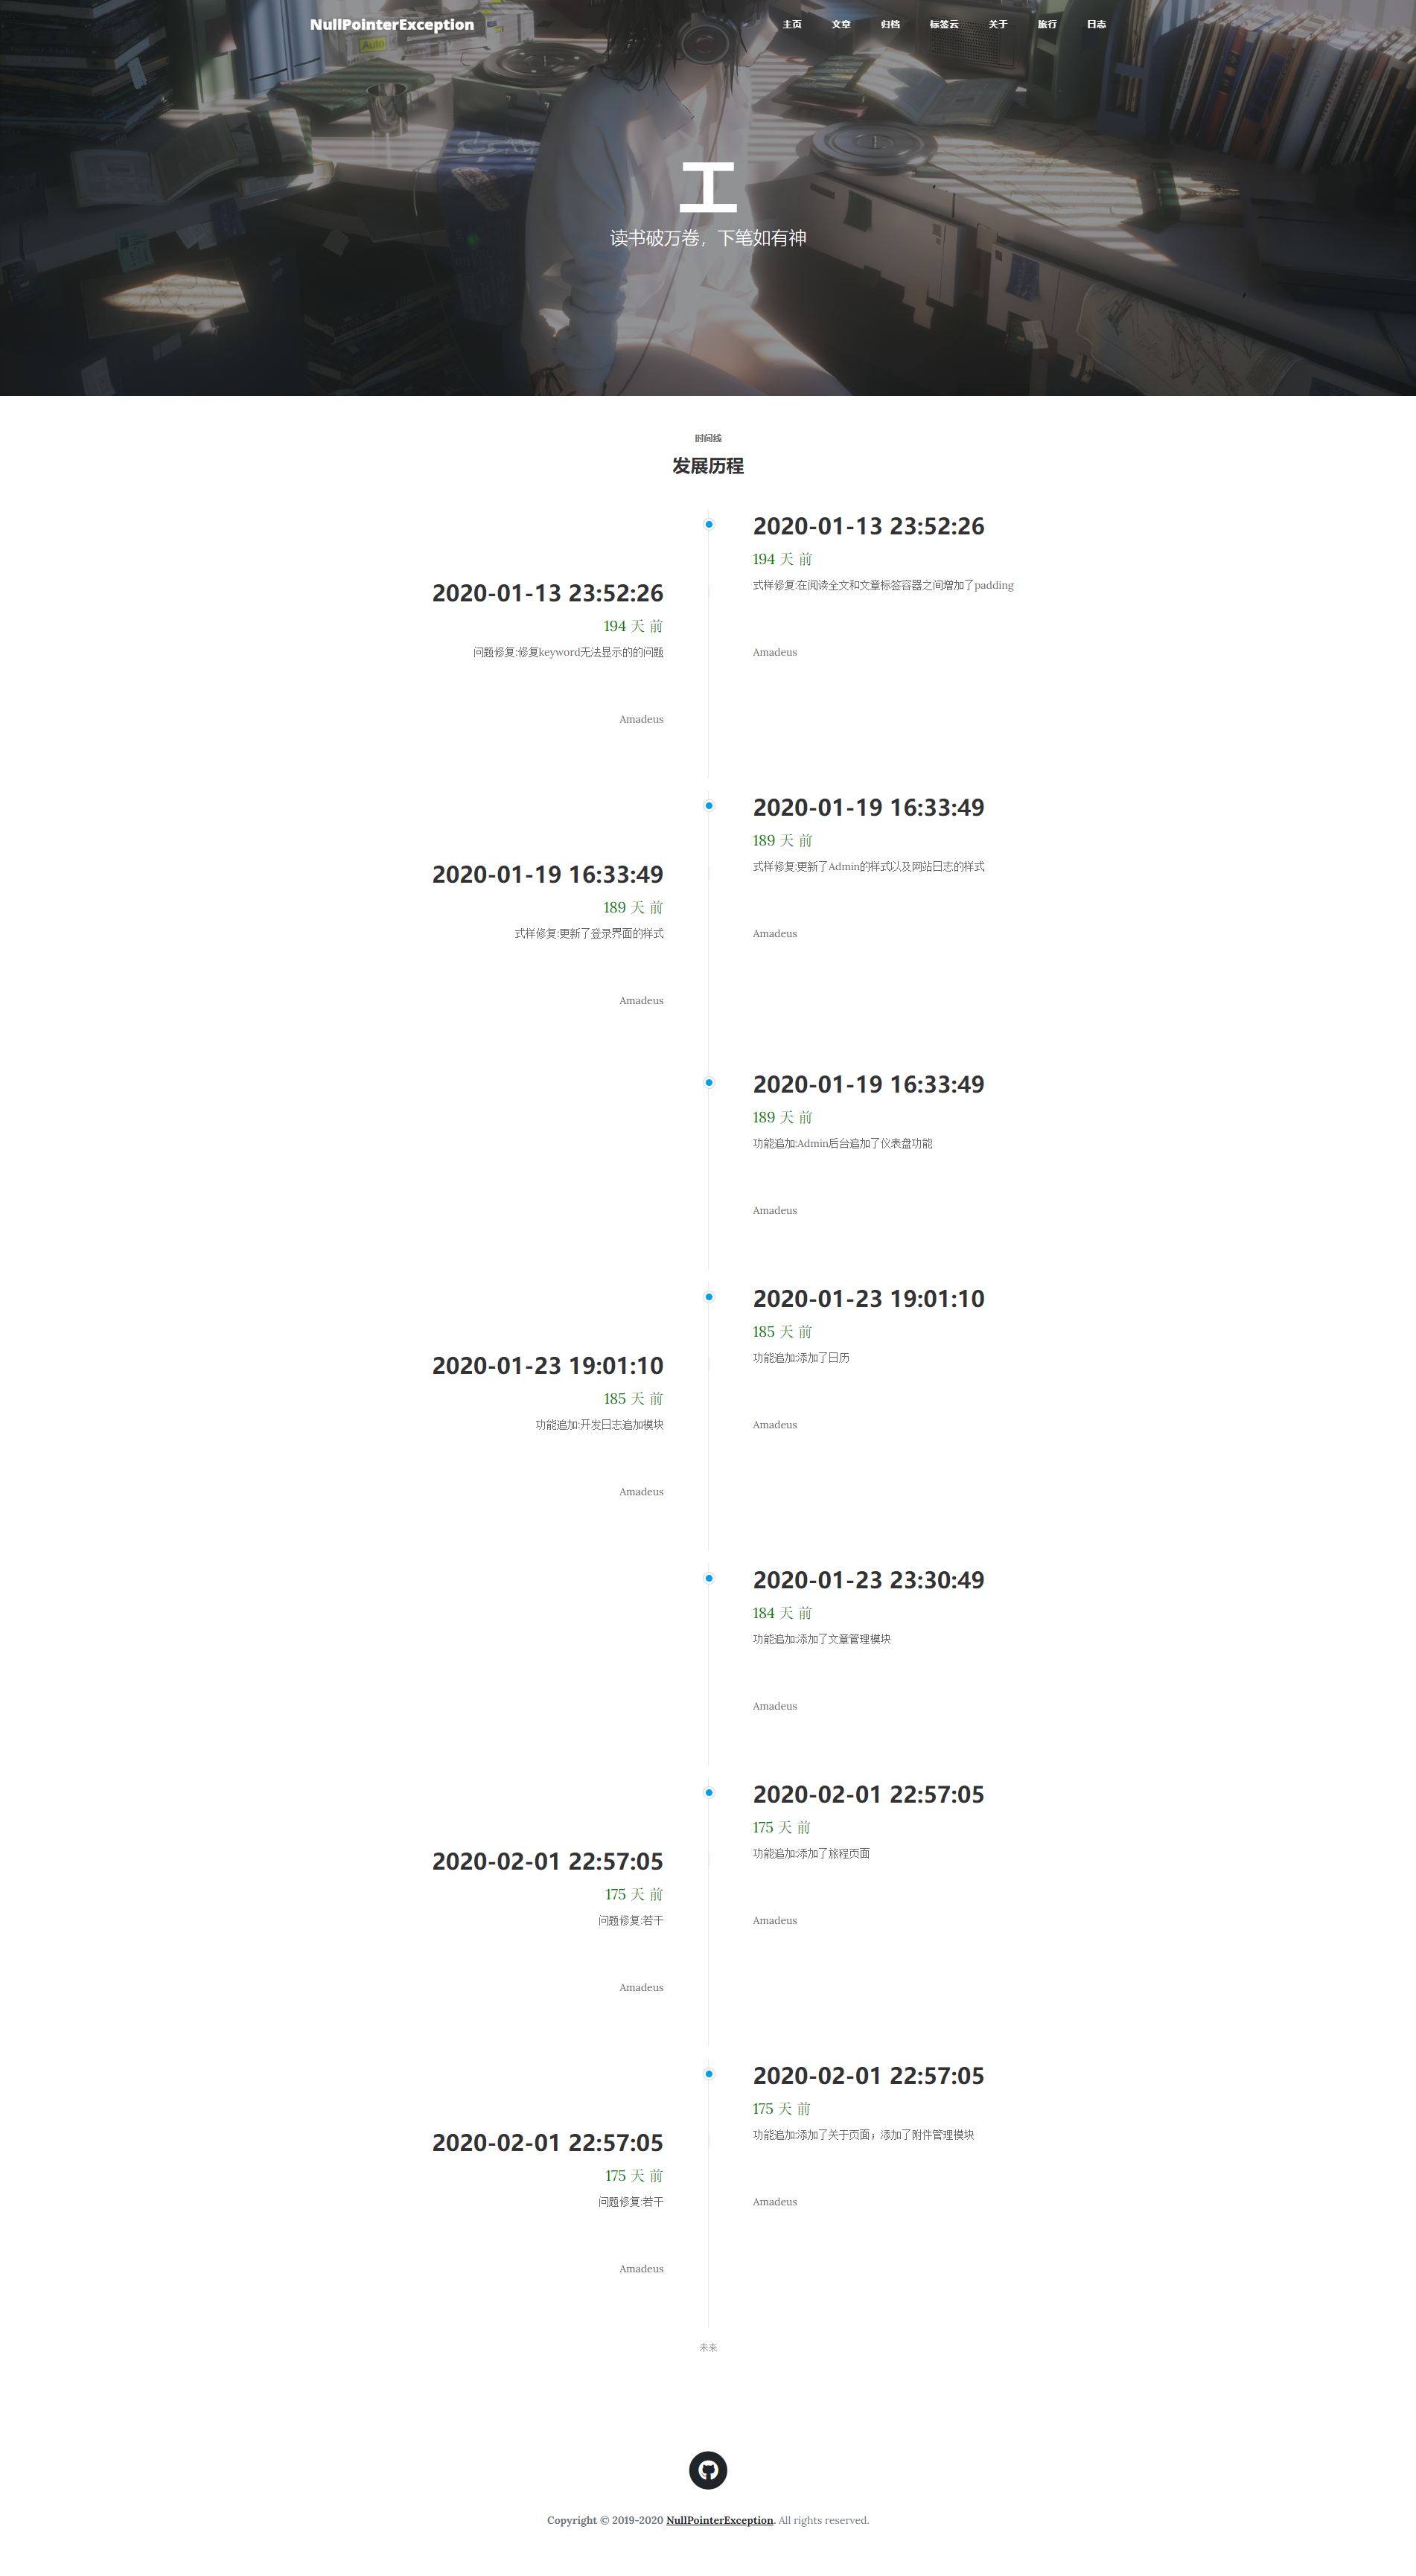 NullPointerException 主页 文章 归档 标签云 关于 旅行 日志
Auto
工
读书破万卷，下笔如有神
时间线
发展历程
2020-01-13 23:52:26
194 天 前
式样修复:在阅读全文和文章标签容器之间增加了padding
Amadeus
2020-01-13 23:52:26
194 天 前
问题修复:修复keyword无法显示的的问题
Amadeus
2020-01-19 16:33:49
189 天 前
式样修复:更新了Admin的样式以及网站日志的样式
Amadeus
2020-01-19 16:33:49
189 天 前
式样修复:更新了登录界面的样式
Amadeus
2020-01-19 16:33:49
189 天 前
功能追加:Admin后台追加了仪表盘功能
Amadeus
2020-01-23 19:01:10
185 天 前
功能追加:添加了日历
Amadeus
2020-01-23 19:01:10
185 天 前
功能追加:开发日志追加模块
Amadeus
2020-01-23 23:30:49
184 天 前
功能追加:添加了文章管理模块
Amadeus
2020-02-01 22:57:05
175 天 前
功能追加:添加了旅程页面
Amadeus
2020-02-01 22:57:05
175 天 前
问题修复:若干
Amadeus
2020-02-01 22:57:05
175 天 前
功能追加:添加了关于页面，添加了附件管理模块
Amadeus
2020-02-01 22:57:05
175 天 前
问题修复:若干
Amadeus
未来
Copyright © 2019-2020 NullPointerException. All rights reserved.